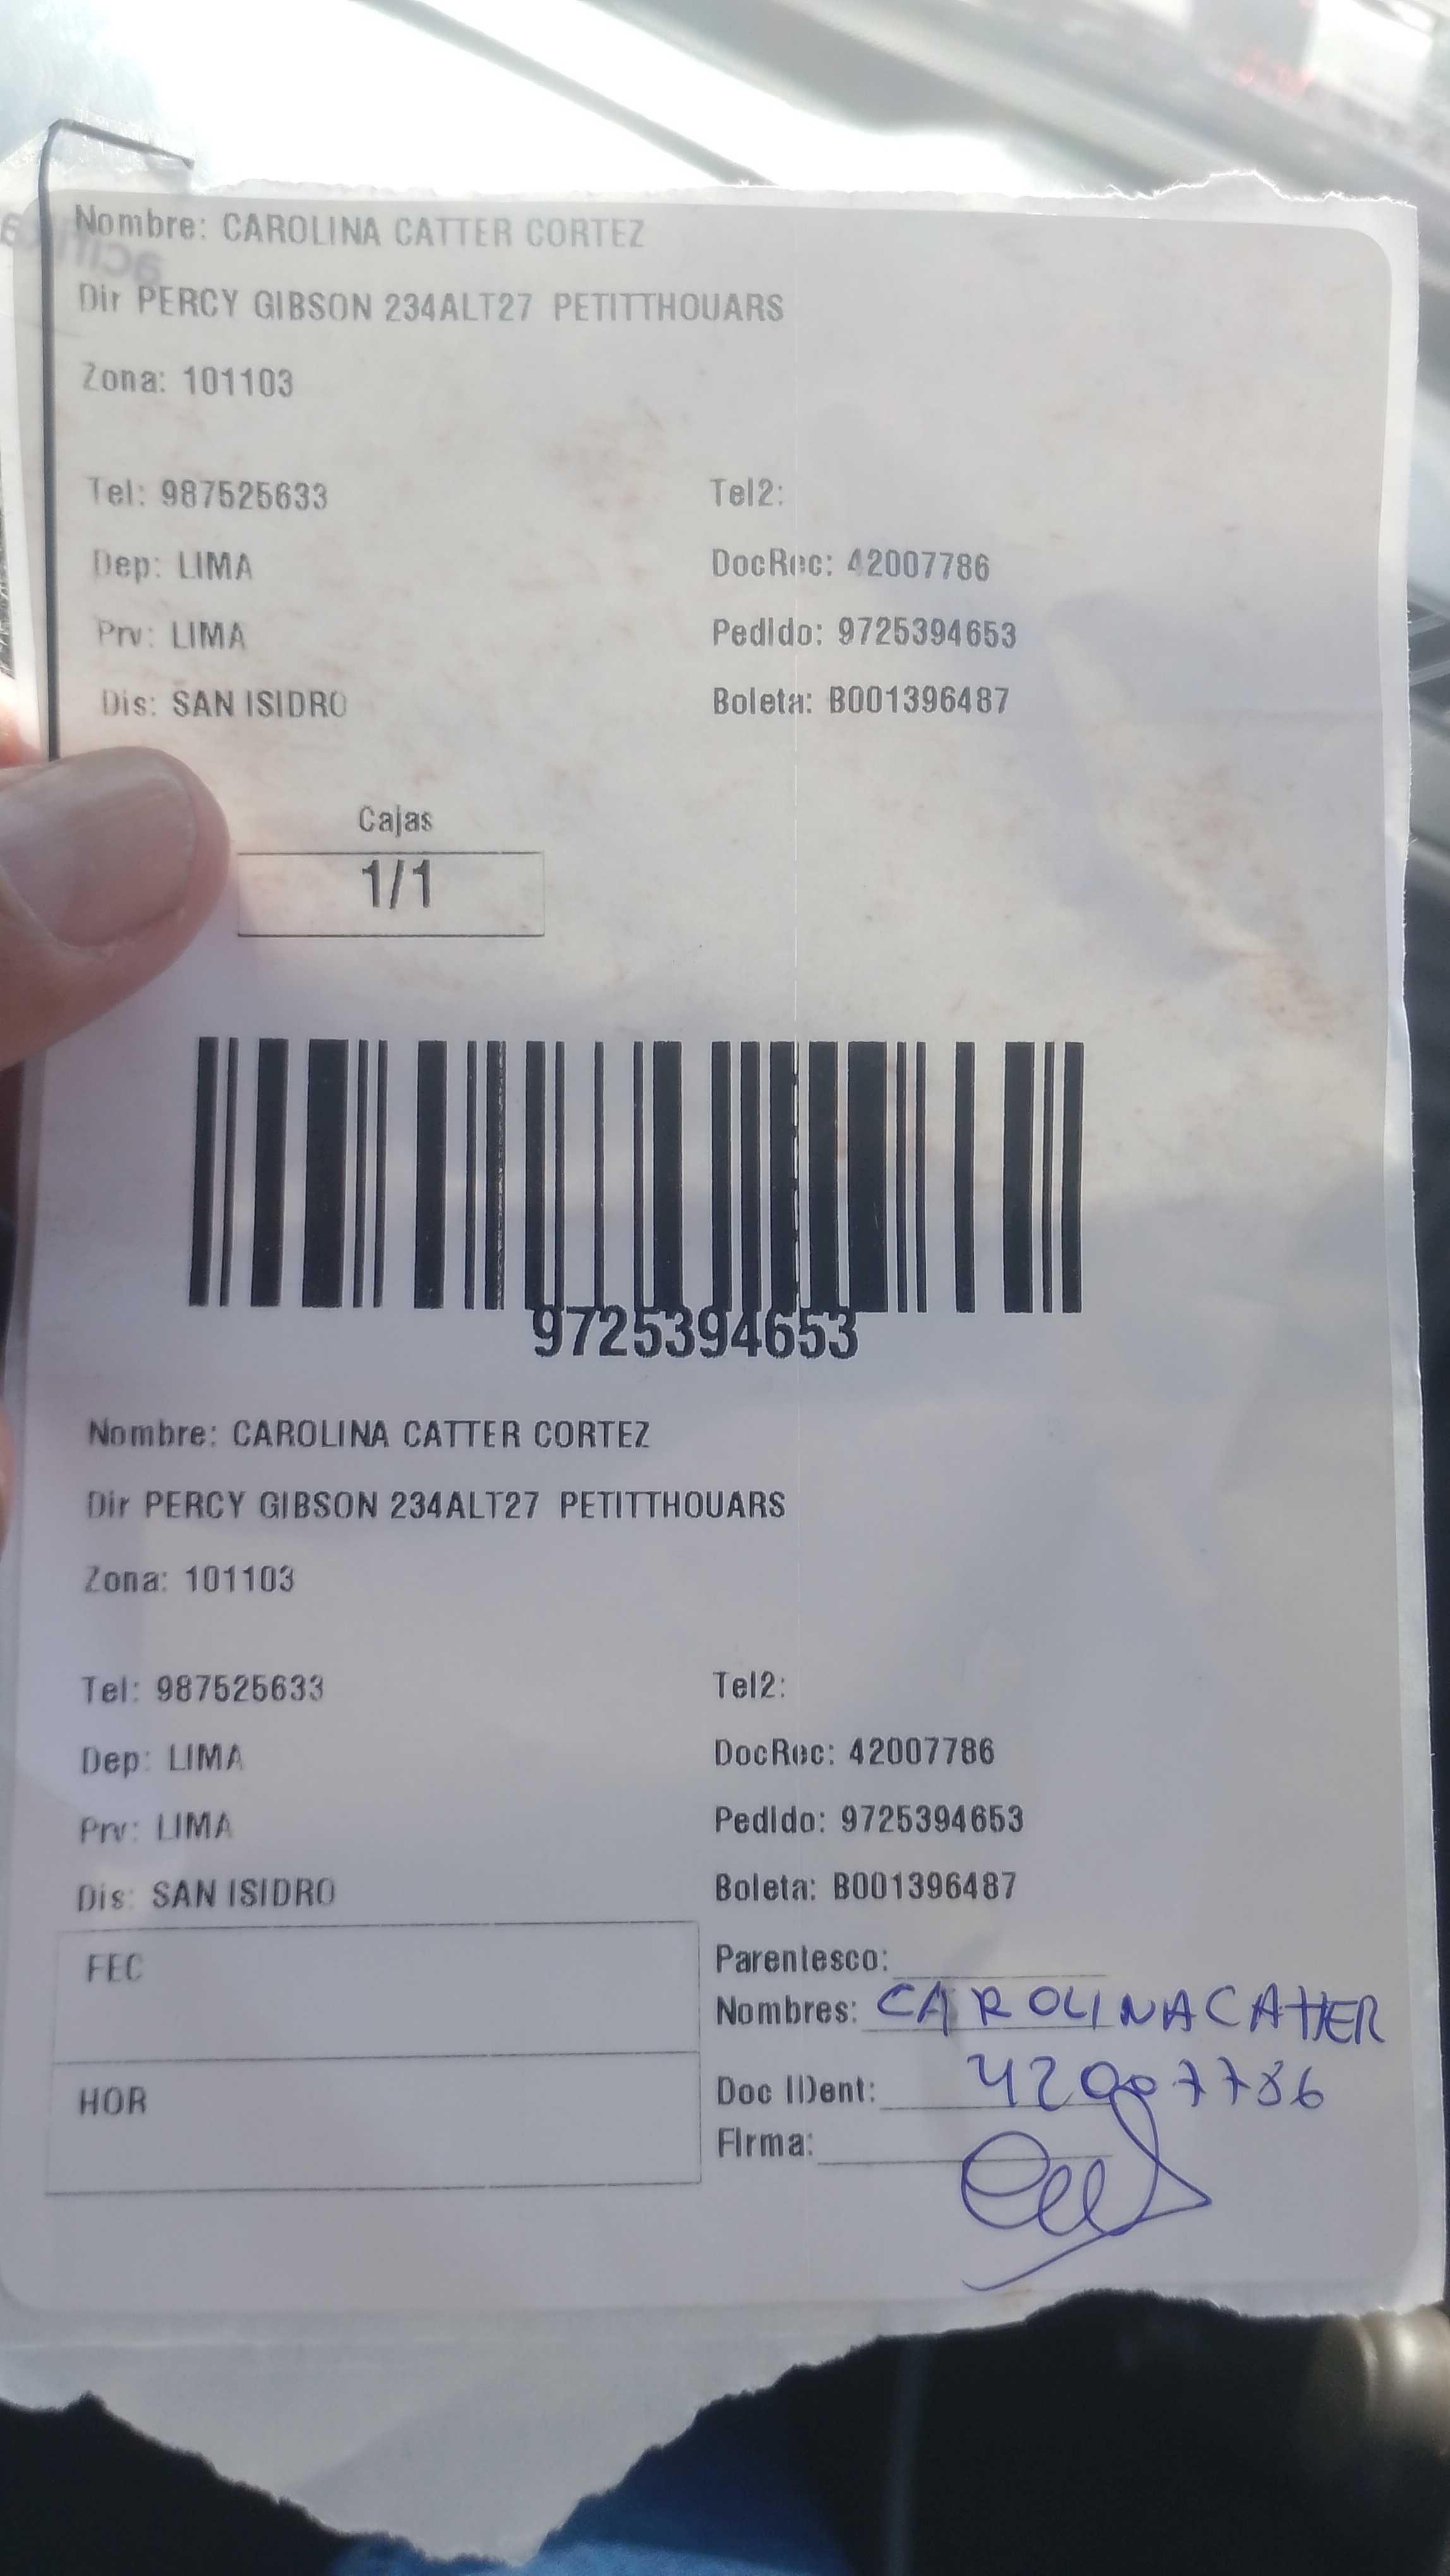 Nombre: CAROLINA CATTER CORTEZ
Dir PERCY GIBSON 234ALT27 PETITTHOUARS
Zona: 101103
Tel: 987525633 Tel2:
Dep: LIMA DocRec: 42007786
Prv: LIMA Pedido: 9725394653
Dis: SAN ISIDRO Boleta: B001396487
Cajas
1/1
9725394653
Nombre: CAROLINA CATTER CORTEZ
Dir PERCY GIBSON 234ALT27 PETITTHOUARS
Zona: 101103
Tel: 987525633 Tel2:
Dep: LIMA DocRec: 42007786
Prv: LIMA Pedido: 9725394653
Dis: SAN ISIDRO Boleta: B001396487
FEC Parentesco:
Nombres: CAROLINA CATTER
HOR Doc IDent: 42007786
Firma: